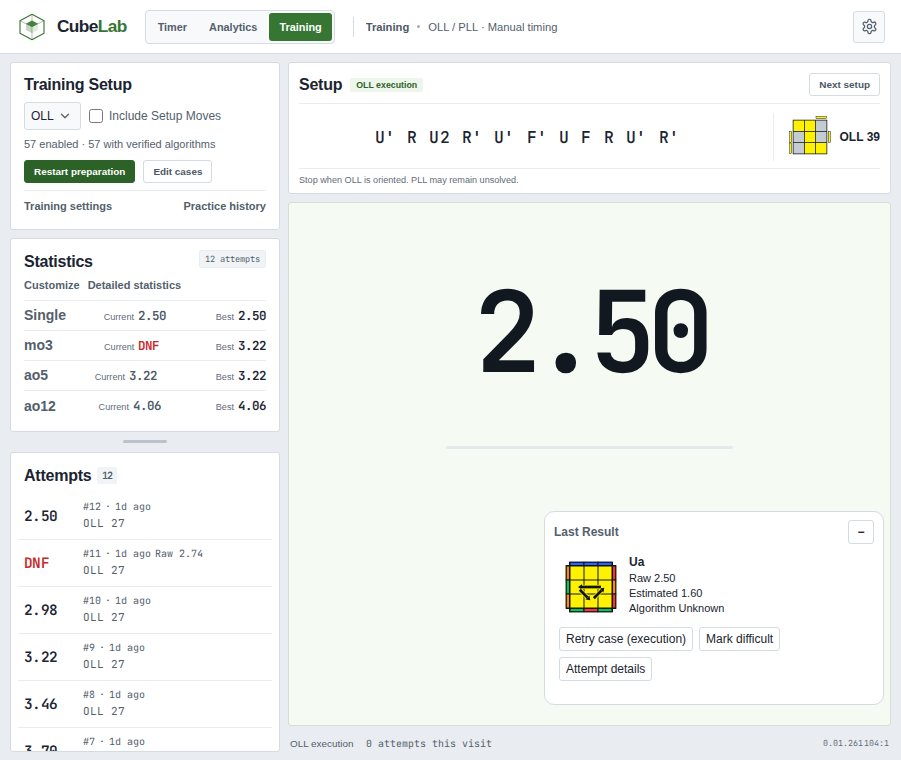 CubeLab
Timer Analytics Training
Training • OLL / PLL · Manual timing
Training Setup
OLL Include Setup Moves
57 enabled · 57 with verified algorithms
Restart preparation Edit cases
Training settings Practice history
Statistics 12 attempts
Customize Detailed statistics
Single Current 2.50 Best 2.50
mo3 Current DNF Best 3.22
ao5 Current 3.22 Best 3.22
ao12 Current 4.06 Best 4.06
Attempts 12
2.50 #12 · 1d ago
OLL 27
DNF #11 · 1d ago Raw 2.74
OLL 27
2.98 #10 · 1d ago
OLL 27
3.22 #9 · 1d ago
OLL 27
3.46 #8 · 1d ago
OLL 27
3.70 #7 · 1d ago
Setup OLL execution Next setup
U' R U2 R' U' F' U F R U' R'
OLL 39
Stop when OLL is oriented. PLL may remain unsolved.
2.50
Last Result −
Ua
Raw 2.50
Estimated 1.60
Algorithm Unknown
Retry case (execution) Mark difficult
Attempt details
OLL execution 0 attempts this visit 0.01.261104:1